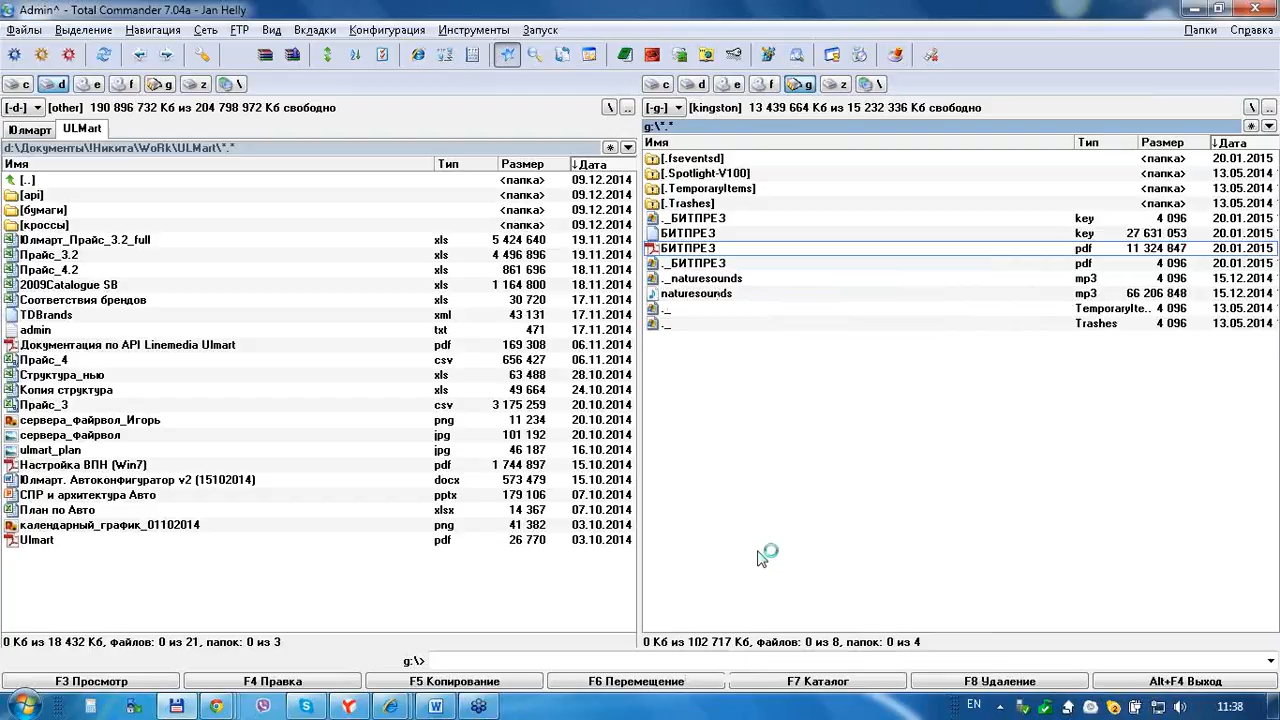 Admin^ - Total Commander 7.04a - Jan Helly
Файлы Выделение Навигация Сеть FTP Вид Вкладки Конфигурация Инструменты Запуск Папки Справка
c d e f g z \ c d e f g z \
[-d-] [other] 190 896 732 Кб из 204 798 972 Кб свободно \ .. [-g-] [kingston] 13 439 664 Кб из 15 232 336 Кб свободно \ ..
Юлмарт ULMart g:\*.*
d:\Документы\!Никита\WoRk\ULMart\*.*
Имя Тип Размер ↓Дата
[..] <папка> 09.12.2014
[api] <папка> 09.12.2014
[бумаги] <папка> 09.12.2014
[кроссы] <папка> 09.12.2014
Юлмарт_Прайс_3.2_full xls 5 424 640 19.11.2014
Прайс_3.2 xls 4 496 896 19.11.2014
Прайс_4.2 xls 861 696 18.11.2014
2009Catalogue SB xls 1 164 800 18.11.2014
Соответствия брендов xls 30 720 17.11.2014
TDBrands xml 43 131 17.11.2014
admin txt 471 17.11.2014
Документация по API Linemedia Ulmart pdf 169 308 06.11.2014
Прайс_4 csv 656 427 06.11.2014
Структура_нью xls 63 488 28.10.2014
Копия структура xls 49 664 24.10.2014
Прайс_3 csv 3 175 259 20.10.2014
сервера_файрвол_Игорь png 11 234 20.10.2014
сервера_файрвол jpg 101 192 20.10.2014
ulmart_plan jpg 46 187 16.10.2014
Настройка ВПН (Win7) pdf 1 744 897 15.10.2014
Юлмарт. Автоконфигуратор v2 (15102014) docx 573 479 15.10.2014
СПР и архитектура Авто pptx 179 106 07.10.2014
План по Авто xlsx 14 367 07.10.2014
календарный_график_01102014 png 41 382 03.10.2014
Ulmart pdf 26 770 03.10.2014
0 Кб из 18 432 Кб, файлов: 0 из 21, папок: 0 из 3
Имя Тип Размер ↓Дата
[.fseventsd] <папка> 20.01.2015
[.Spotlight-V100] <папка> 13.05.2014
[.TemporaryItems] <папка> 13.05.2014
[.Trashes] <папка> 13.05.2014
._БИТПРЕЗ key 4 096 20.01.2015
БИТПРЕЗ key 27 631 053 20.01.2015
БИТПРЕЗ pdf 11 324 847 20.01.2015
._БИТПРЕЗ pdf 4 096 20.01.2015
._naturesounds mp3 4 096 15.12.2014
naturesounds mp3 66 206 848 15.12.2014
._ TemporaryIte.. 4 096 13.05.2014
._ Trashes 4 096 13.05.2014
0 Кб из 102 717 Кб, файлов: 0 из 8, папок: 0 из 4
g:\>
F3 Просмотр F4 Правка F5 Копирование F6 Перемещение F7 Каталог F8 Удаление Alt+F4 Выход
EN 11:38